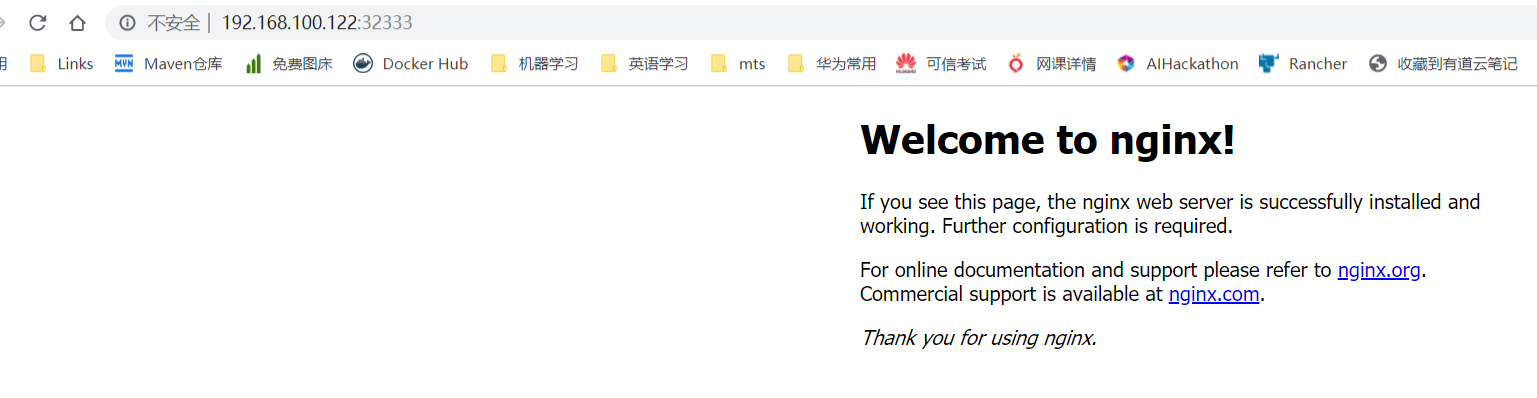 不安全 | 192.168.100.122:32333
用 Links MVN Maven仓库 免费图床 Docker Hub 机器学习 英语学习 mts HUAWEI 华为常用 可信考试 网课详情 AIHackathon Rancher 收藏到有道云笔记
Welcome to nginx!
If you see this page, the nginx web server is successfully installed and
working. Further configuration is required.
For online documentation and support please refer to nginx.org.
Commercial support is available at nginx.com.
Thank you for using nginx.